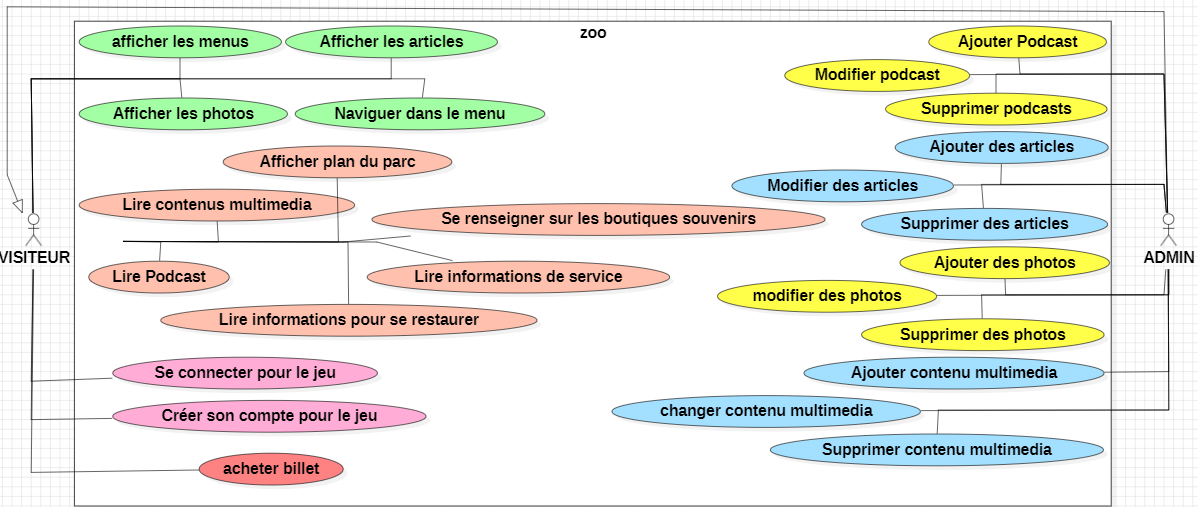 zoo
afficher les menus
Afficher les articles
Ajouter Podcast
Modifier podcast
Afficher les photos
Naviguer dans le menu
Supprimer podcasts
Ajouter des articles
Afficher plan du parc
Modifier des articles
Lire contenus multimedia
Se renseigner sur les boutiques souvenirs
Supprimer des articles
VISITEUR
ADMIN
Ajouter des photos
Lire Podcast
Lire informations de service
modifier des photos
Lire informations pour se restaurer
Supprimer des photos
Se connecter pour le jeu
Ajouter contenu multimedia
Créer son compte pour le jeu
changer contenu multimedia
Supprimer contenu multimedia
acheter billet